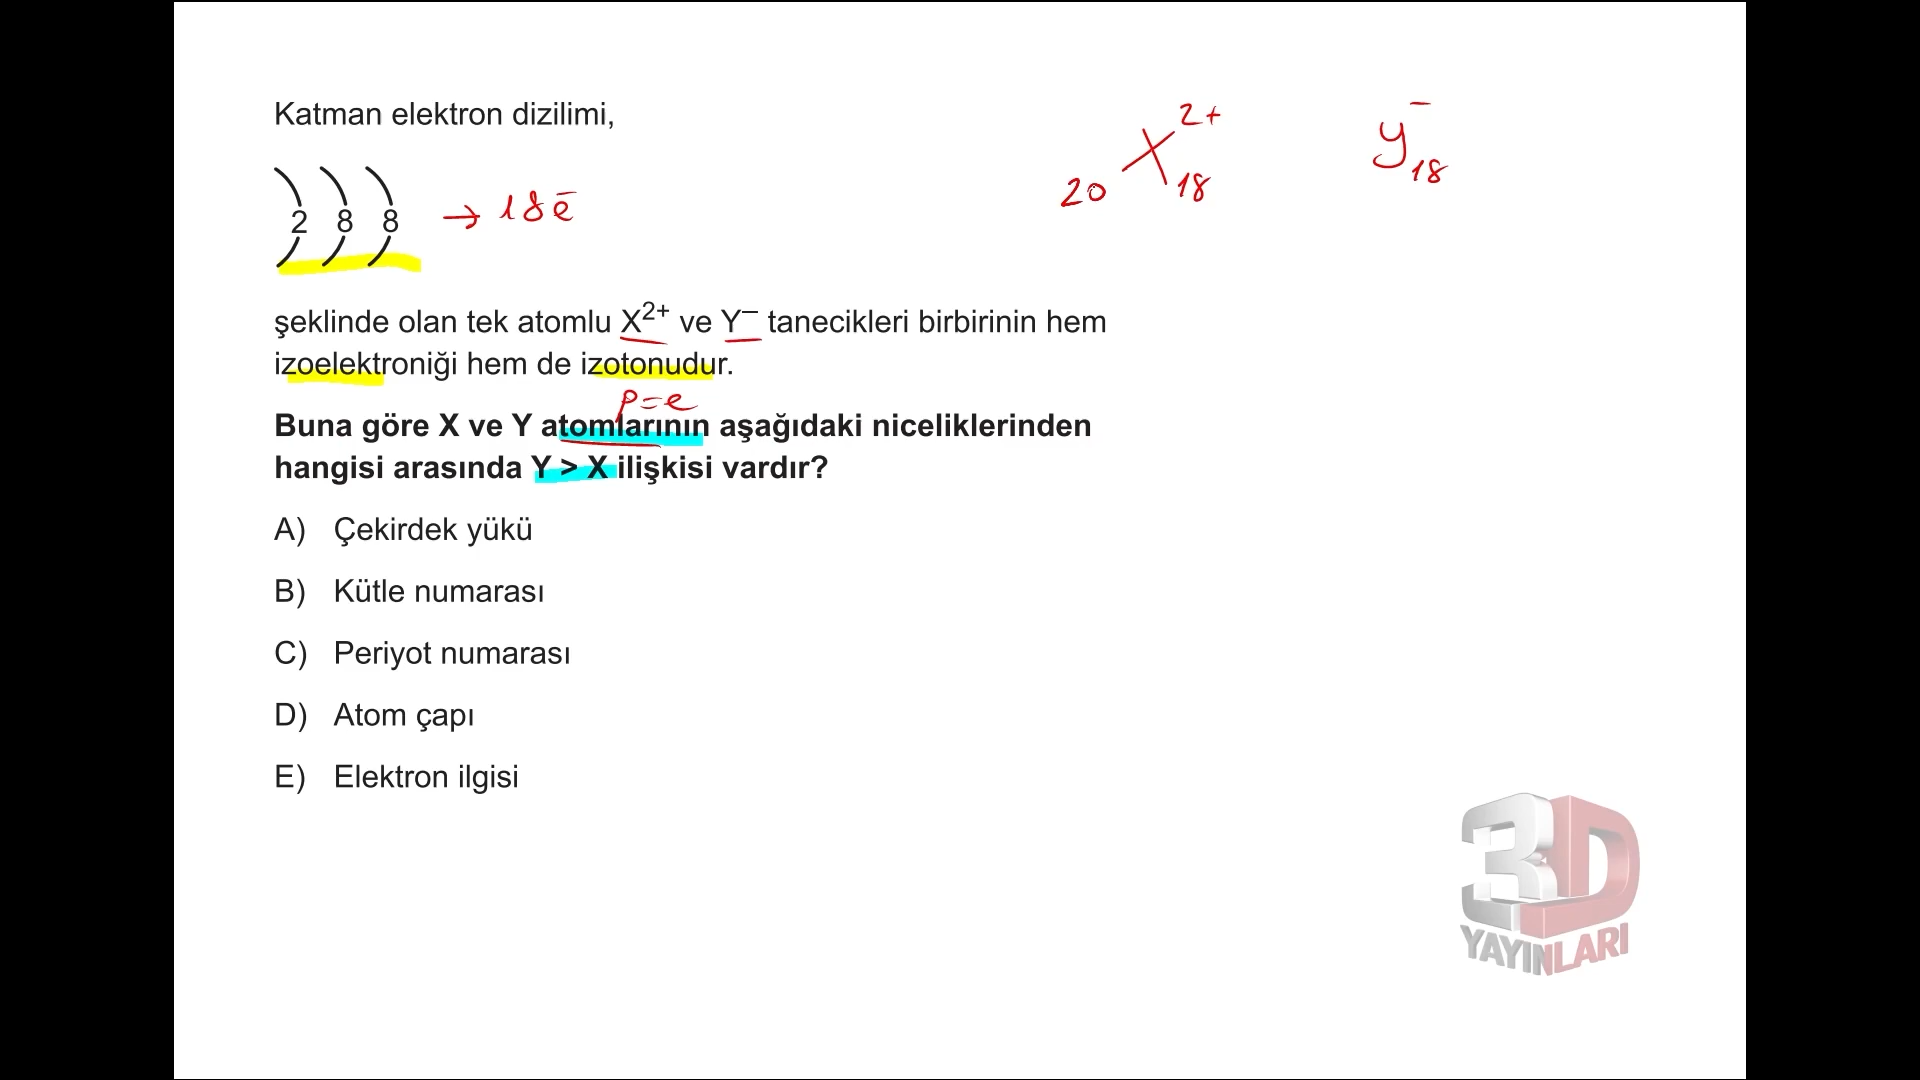 Katman elektron dizilimi,
2+
X
20
18
y‾
18
2 8 8 → 18ē
şeklinde olan tek atomlu X²⁺ ve Y⁻ tanecikleri birbirinin hem
izoelektroniği hem de izotonudur.
p=e
Buna göre X ve Y atomlarının aşağıdaki niceliklerinden
hangisi arasında Y > X ilişkisi vardır?
A) Çekirdek yükü
B) Kütle numarası
C) Periyot numarası
D) Atom çapı
E) Elektron ilgisi
3D
YAYINLARI